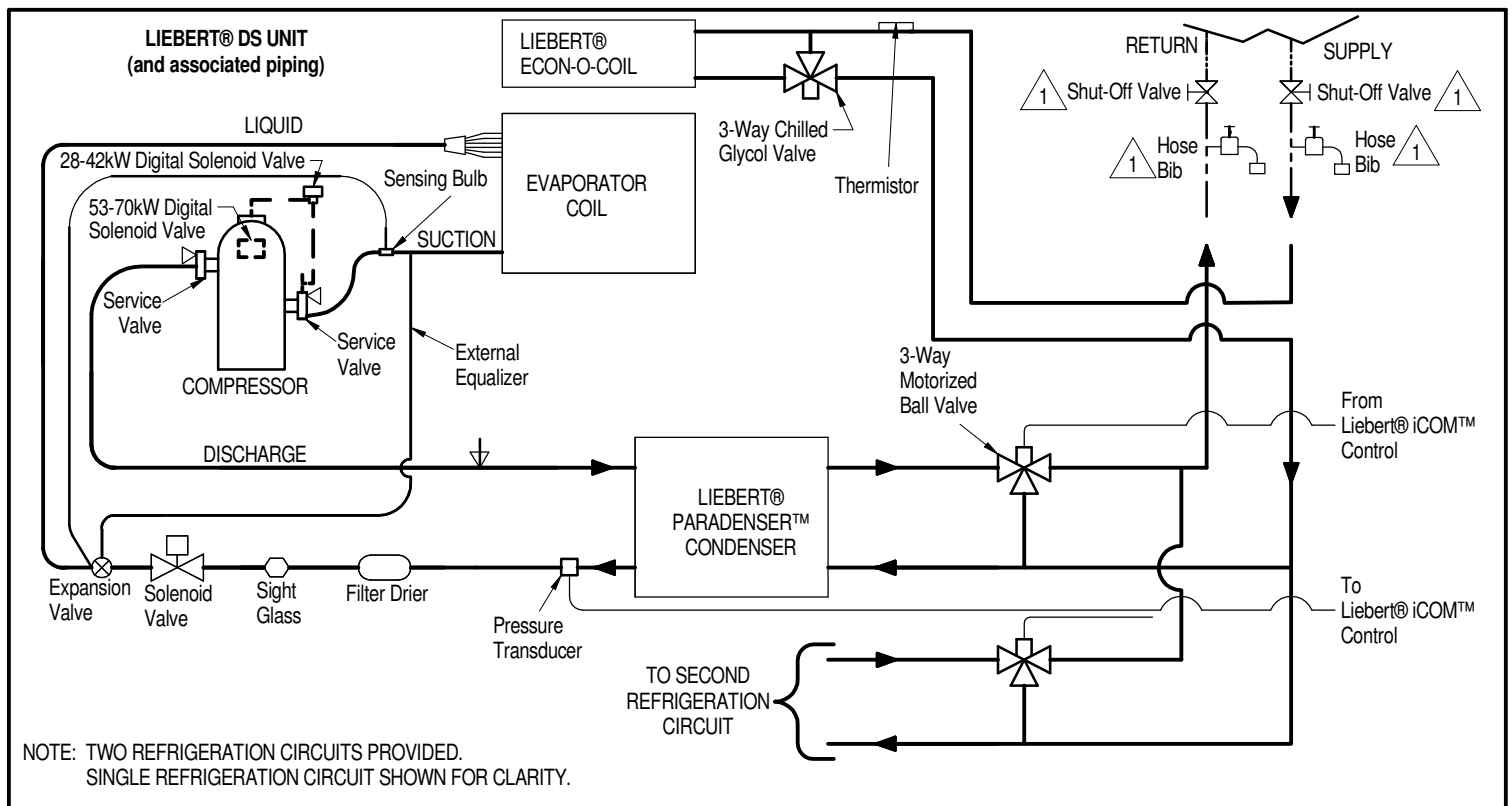 LIEBERT® DS UNIT
(and associated piping)
LIEBERT®
ECON-O-COIL
RETURN
SUPPLY
1
Shut-Off Valve
Shut-Off Valve
1
1
Hose
Bib
Hose
Bib
1
3-Way Chilled
Glycol Valve
Thermistor
LIQUID
28-42kW Digital Solenoid Valve
Sensing Bulb
EVAPORATOR
COIL
53-70kW Digital
Solenoid Valve
SUCTION
Service
Valve
Service
Valve
External
Equalizer
COMPRESSOR
3-Way
Motorized
Ball Valve
From
Liebert® iCOM™
Control
DISCHARGE
LIEBERT®
PARADENSER™
CONDENSER
Expansion
Valve
Solenoid
Valve
Sight
Glass
Filter Drier
Pressure
Transducer
To
Liebert® iCOM™
Control
TO SECOND
REFRIGERATION
CIRCUIT
NOTE: TWO REFRIGERATION CIRCUITS PROVIDED.
SINGLE REFRIGERATION CIRCUIT SHOWN FOR CLARITY.